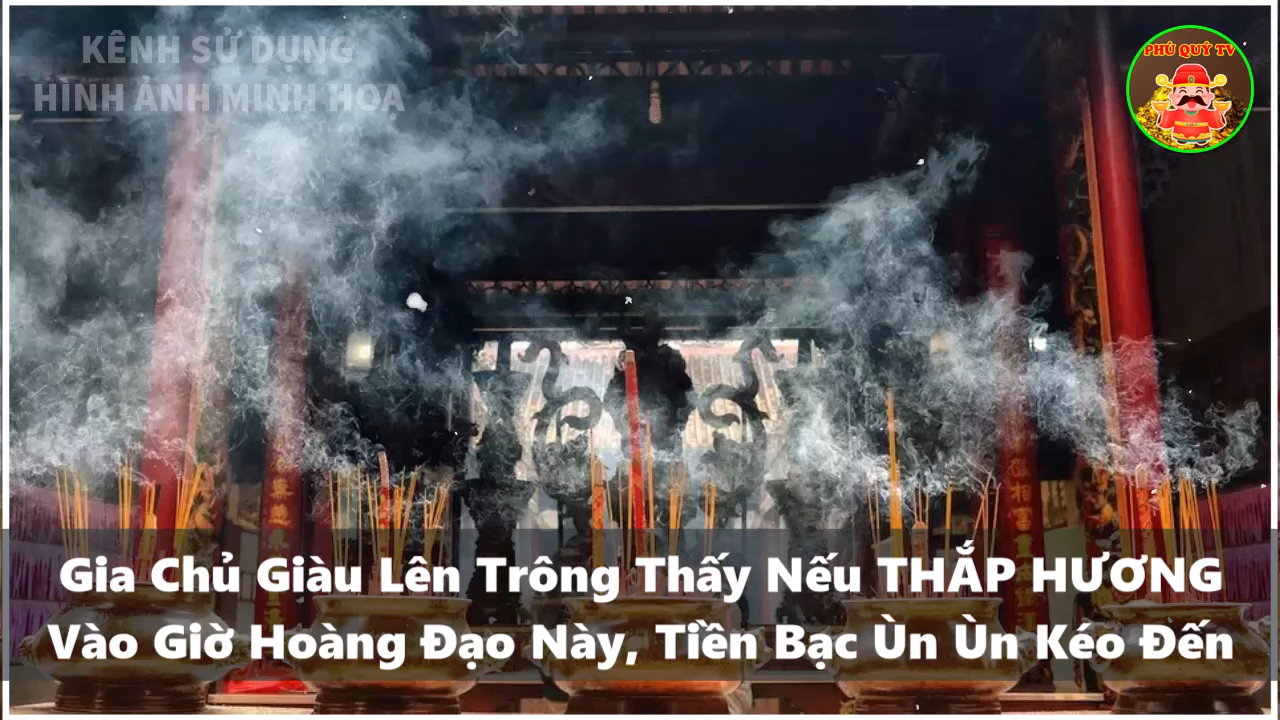 KÊNH SỬ DỤNG
HÌNH ẢNH MINH HOẠ
PHÚ QUÝ TV
Gia Chủ Giàu Lên Trông Thấy Nếu THẮP HƯƠNG
Vào Giờ Hoàng Đạo Này, Tiền Bạc Ùn Ùn Kéo Đến